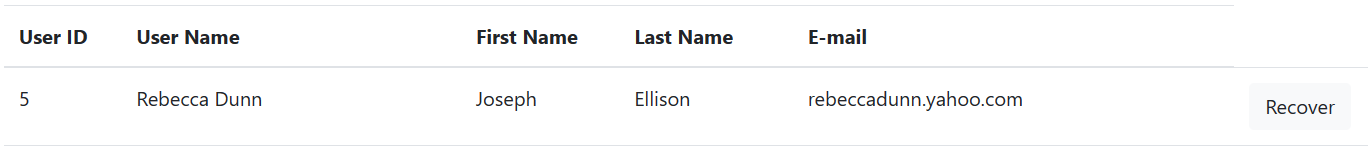 User ID User Name First Name Last Name E-mail
5 Rebecca Dunn Joseph Ellison rebeccadunn.yahoo.com Recover